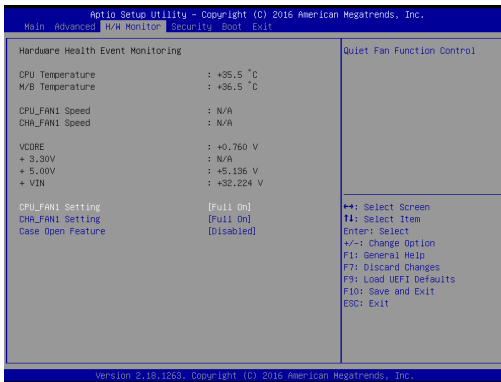 Aptio Setup Utility – Copyright (C) 2016 American Megatrends, Inc.
Main Advanced H/W Monitor Security Boot Exit
Hardware Health Event Monitoring
Quiet Fan Function Control
CPU Temperature : +35.5 °C
M/B Temperature : +36.5 °C
CPU_FAN1 Speed : N/A
CHA_FAN1 Speed : N/A
VCORE : +0.760 V
+ 3.30V : N/A
+ 5.00V : +5.136 V
+ VIN : +32.224 V
CPU_FAN1 Setting [Full On]
CHA_FAN1 Setting [Full On]
Case Open Feature [Disabled]
↔: Select Screen
↑↓: Select Item
Enter: Select
+/-: Change Option
F1: General Help
F7: Discard Changes
F9: Load UEFI Defaults
F10: Save and Exit
ESC: Exit
Version 2.18.1263. Copyright (C) 2016 American Megatrends, Inc.